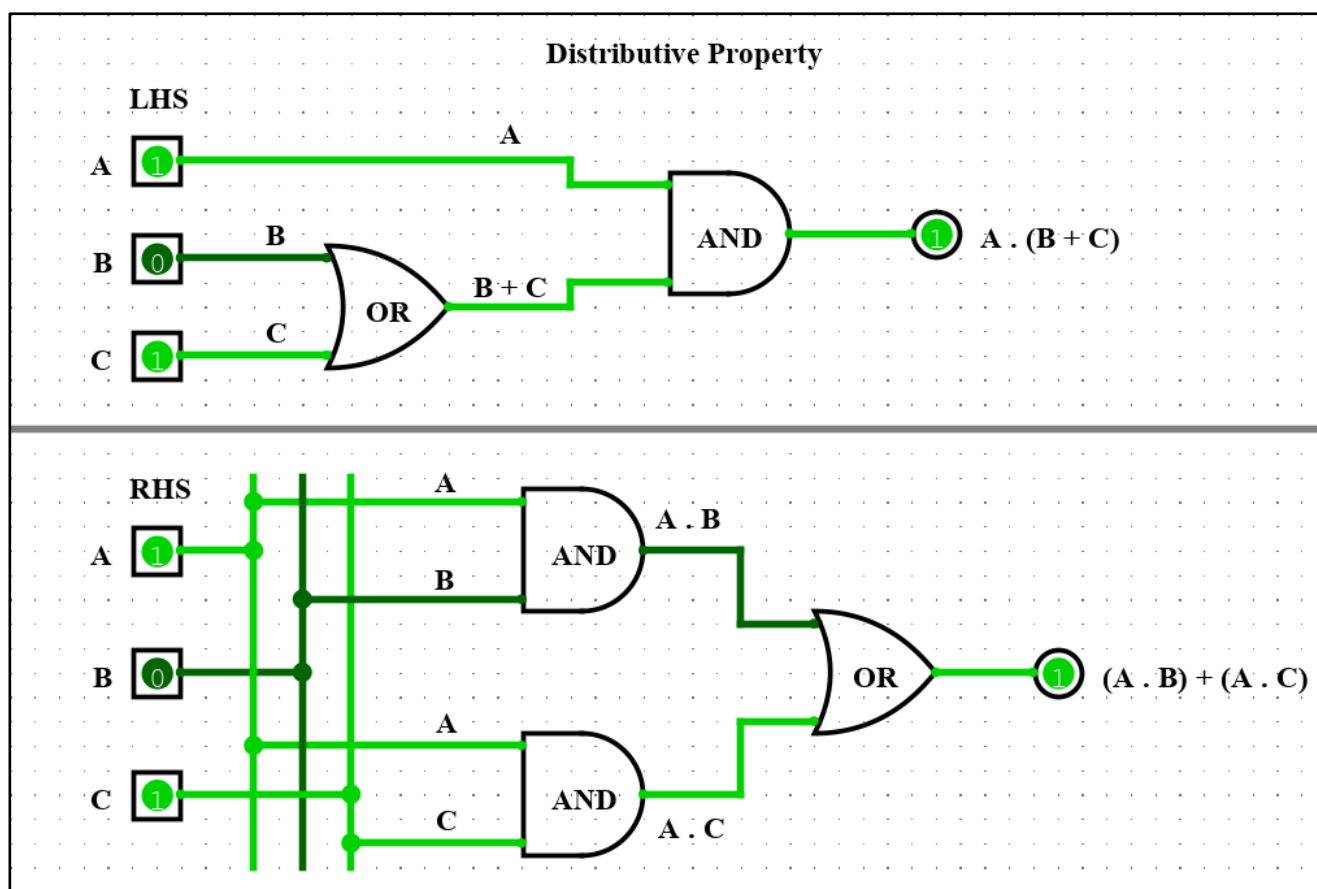 Distributive Property
LHS
A 1 A
AND 1 A . (B + C)
B 0 B
B + C
OR
C 1 C
RHS
A
A . B
A 1 AND
B
B 0 OR 1 (A . B) + (A . C)
A
C 1 AND
C A . C